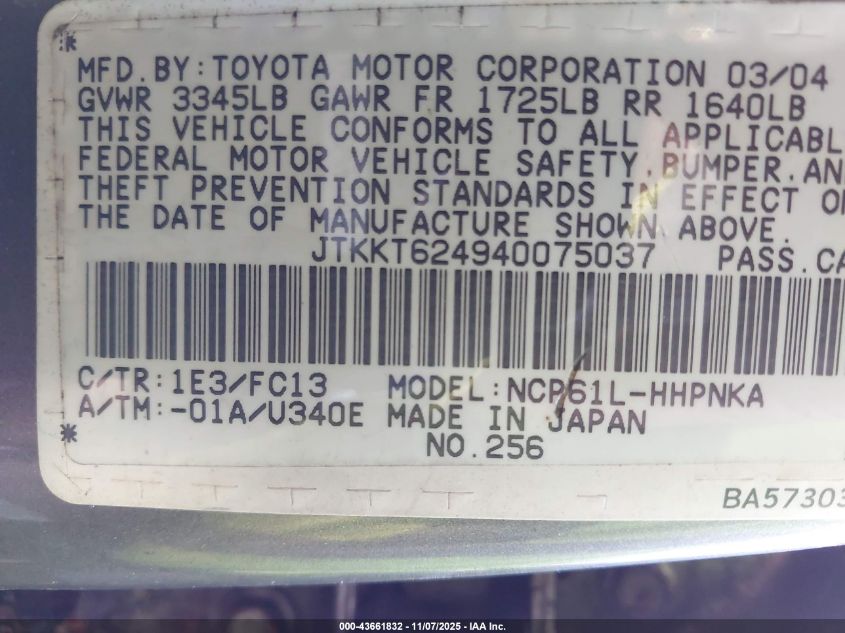 MFD.BY:TOYOTA MOTOR CORPORATION 03/04
GVWR 3345LB GAWR FR 1725LB RR 1640LB
THIS VEHICLE CONFORMS TO ALL APPLICABL
FEDERAL MOTOR VEHICLE SAFETY,BUMPER,AN
THEFT PREVENTION STANDARDS IN EFFECT O
THE DATE OF MANUFACTURE SHOWN ABOVE.
JTKKT624940075037 PASS.CA
C/TR:1E3/FC13 MODEL:NCP61L-HHPNKA
A/TM:-01A/U340E MADE IN JAPAN
NO.256
BA57303
000-43661832 - 11/07/2025 - IAA Inc.